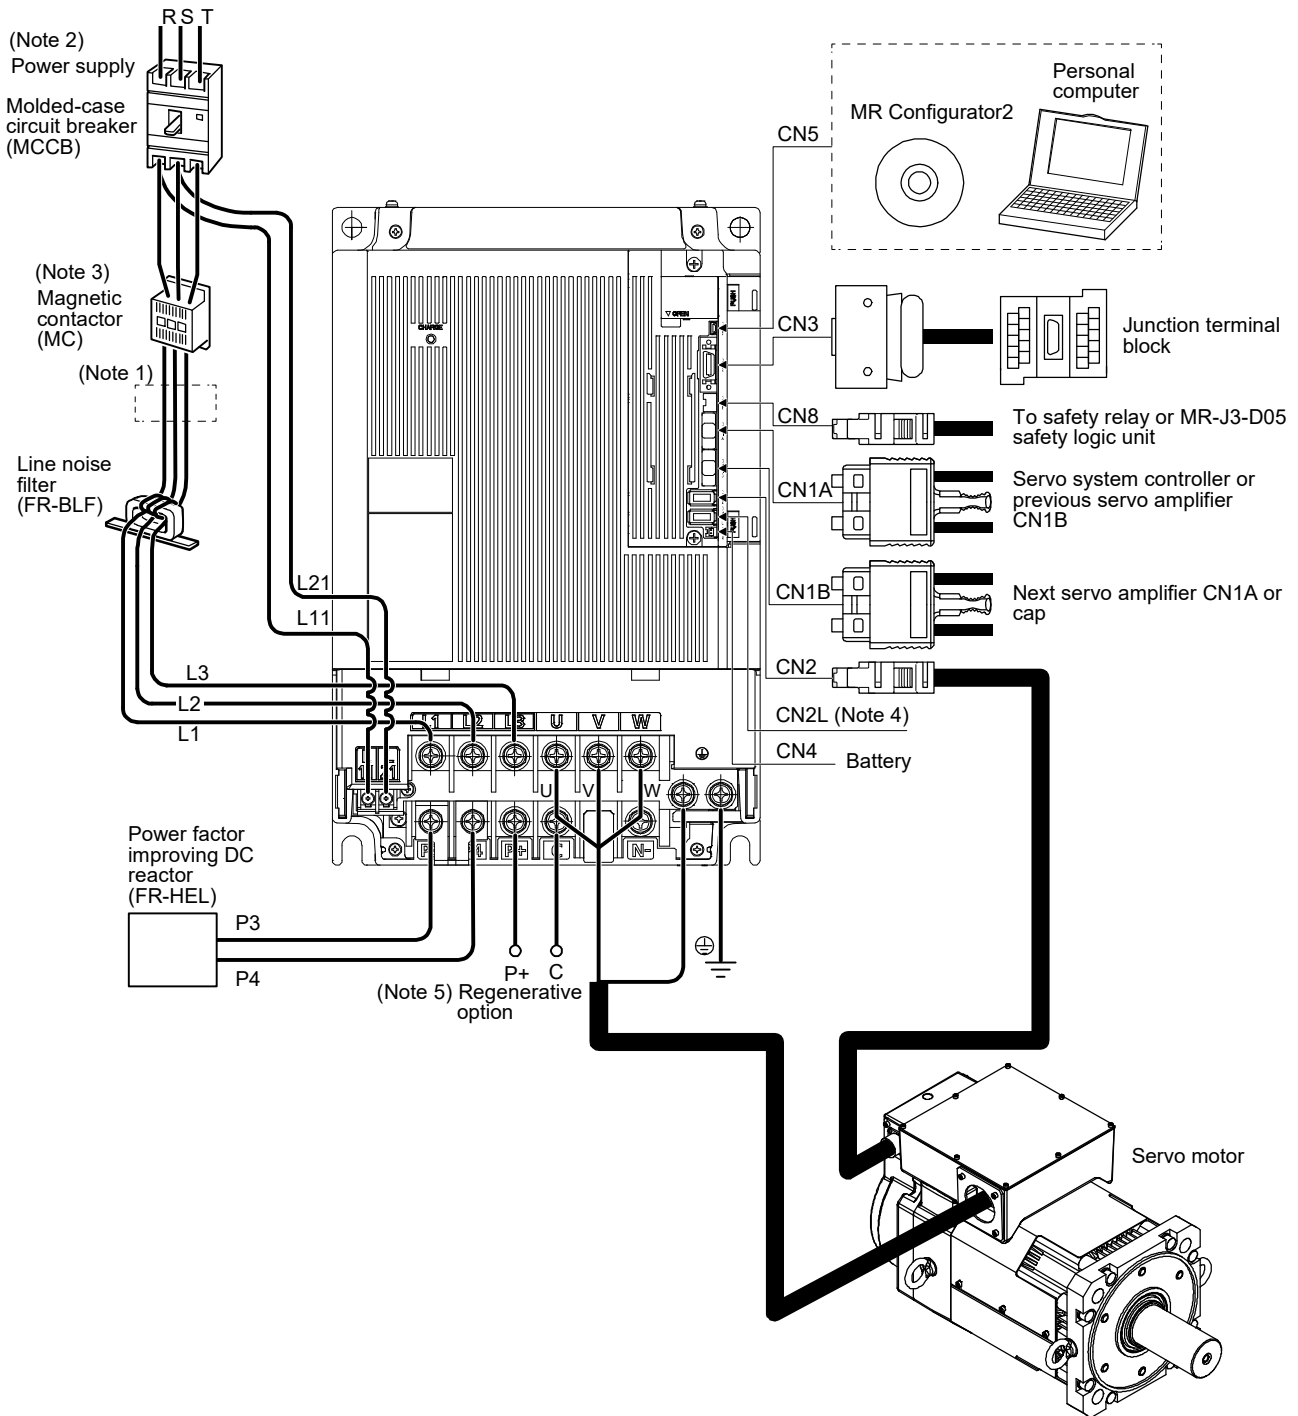 R S T
(Note 2)
Power supply
Molded-case
circuit breaker
(MCCB)
(Note 3)
Magnetic
contactor
(MC)
(Note 1)
Line noise
filter
(FR-BLF)
L21
L11
L3
L2
L1
Personal
computer
MR Configurator2
CN5
CN3
Junction terminal
block
CN8
To safety relay or MR-J3-D05
safety logic unit
CN1A
Servo system controller or
previous servo amplifier
CN1B
CN1B
Next servo amplifier CN1A or
cap
CN2
CN2L (Note 4)
CN4
Battery
CHARGE
▽ OPEN
PUSH
PUSH
L1 L2 L3 U V W
U V W
P+ C N-
Power factor
improving DC
reactor
(FR-HEL)
P3
P4
P+ C
(Note 5) Regenerative
option
Servo motor